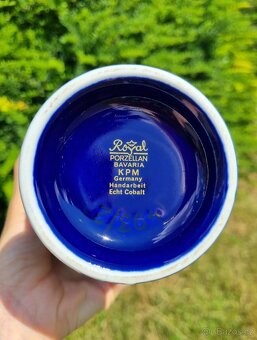 Royal
PORZELLAN
BAVARIA
KPM
Germany
Handarbeit
Echt Cobalt